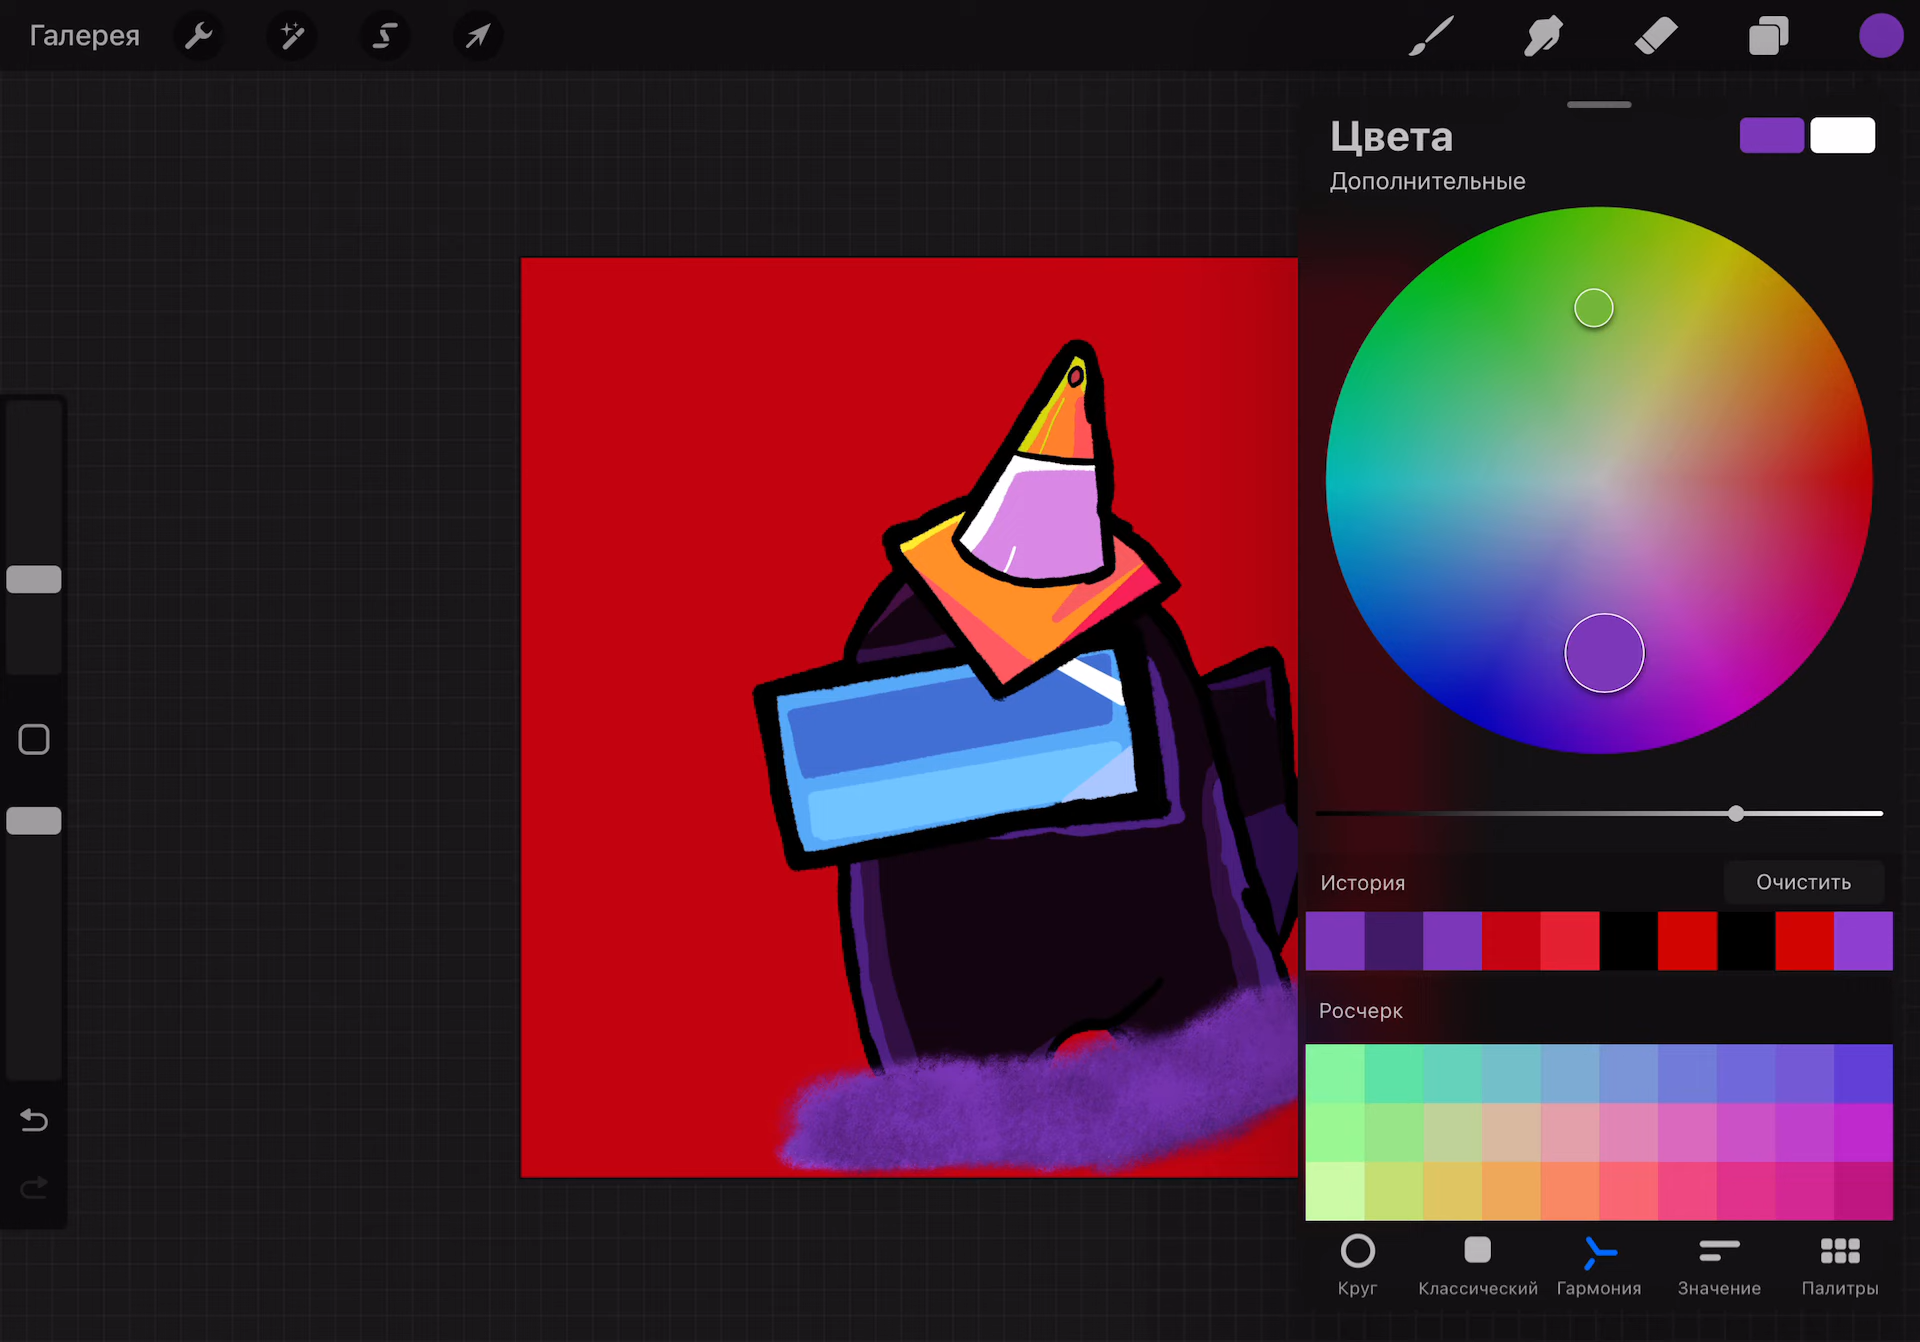 Галерея
Цвета
Дополнительные
История
Очистить
Росчерк
Круг
Классический
Гармония
Значение
Палитры